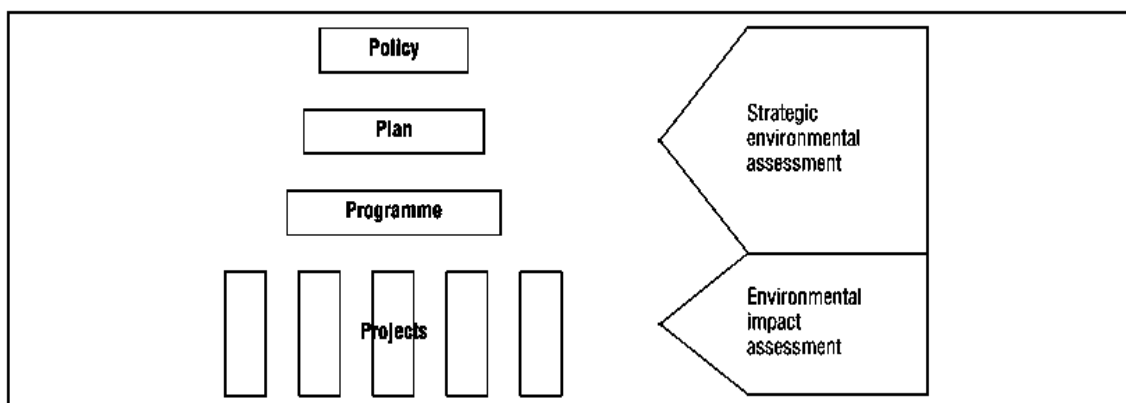 Policy
Plan
Programme
Projects
Strategic
environmental
assessment
Environmental
impact
assessment